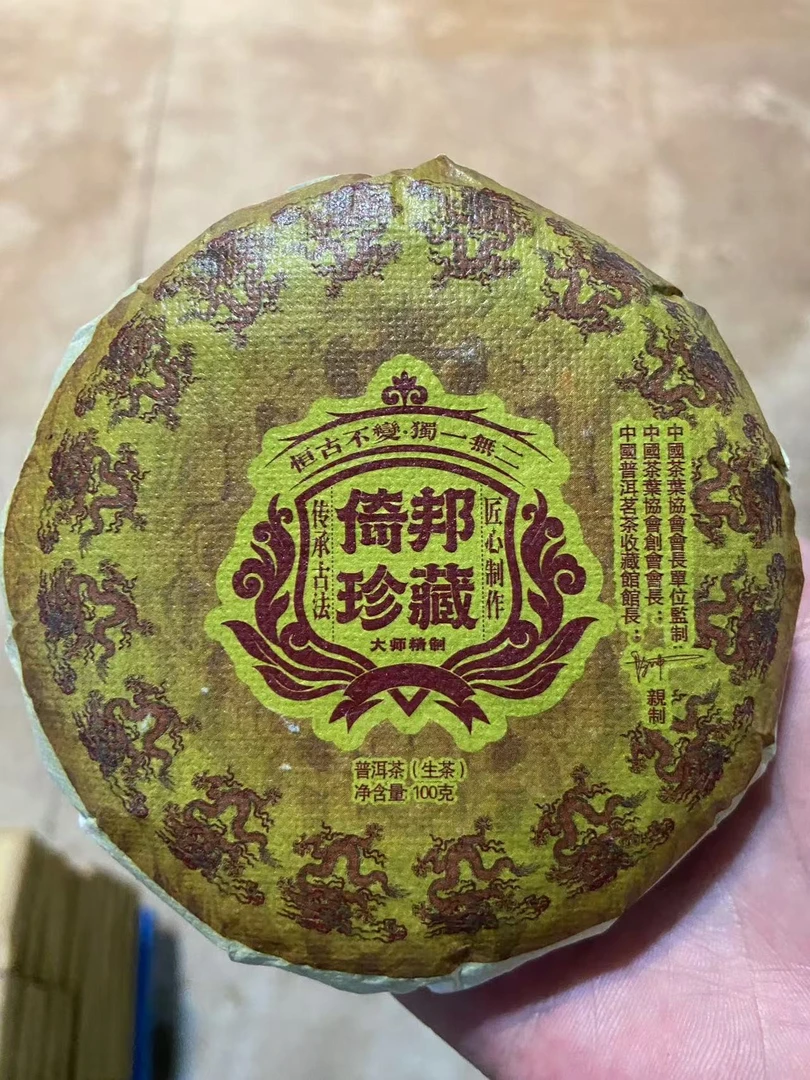 恒古不變·獨一無二
传承古法
倚邦
珍藏
匠心制作
大师精制
普洱茶(生茶)
净含量:100克
中國茶葉協會會長單位監制
中國茶葉協會創會會長:
中國普洱茗茶收藏館館長:
親制